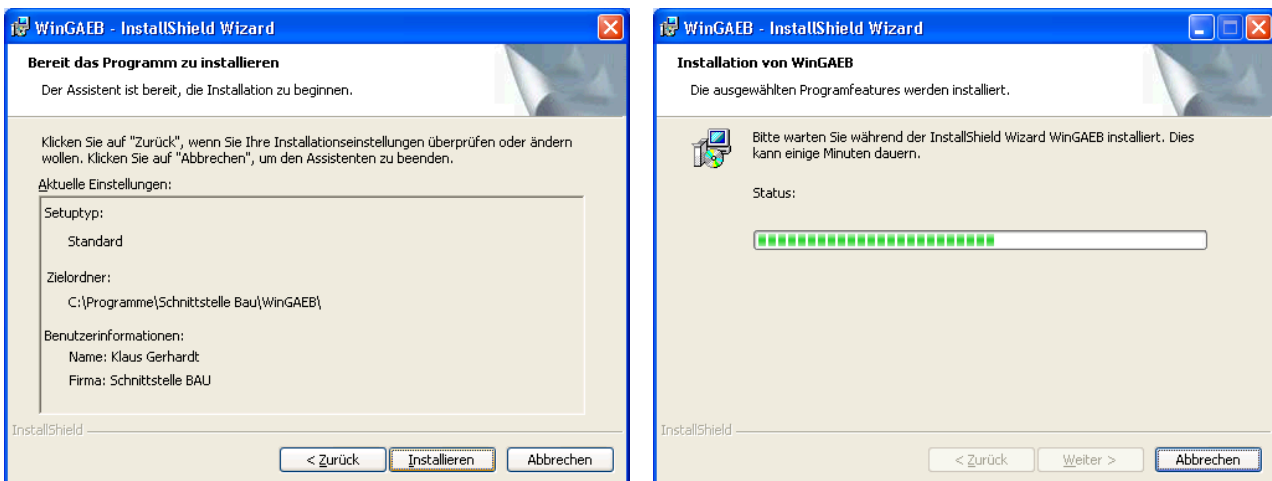 WinGAEB - InstallShield Wizard
Bereit das Programm zu installieren
Der Assistent ist bereit, die Installation zu beginnen.
Klicken Sie auf "Zurück", wenn Sie Ihre Installationseinstellungen überprüfen oder ändern
wollen. Klicken Sie auf "Abbrechen", um den Assistenten zu beenden.
Aktuelle Einstellungen:
Setuptyp:
Standard
Zielordner:
C:\Programme\Schnittstelle Bau\WinGAEB\
Benutzerinformationen:
Name: Klaus Gerhardt
Firma: Schnittstelle BAU
InstallShield
< Zurück
Installieren
Abbrechen
WinGAEB - InstallShield Wizard
Installation von WinGAEB
Die ausgewählten Programfeatures werden installiert.
Bitte warten Sie während der InstallShield Wizard WinGAEB installiert. Dies
kann einige Minuten dauern.
Status:
InstallShield
< Zurück
Weiter >
Abbrechen